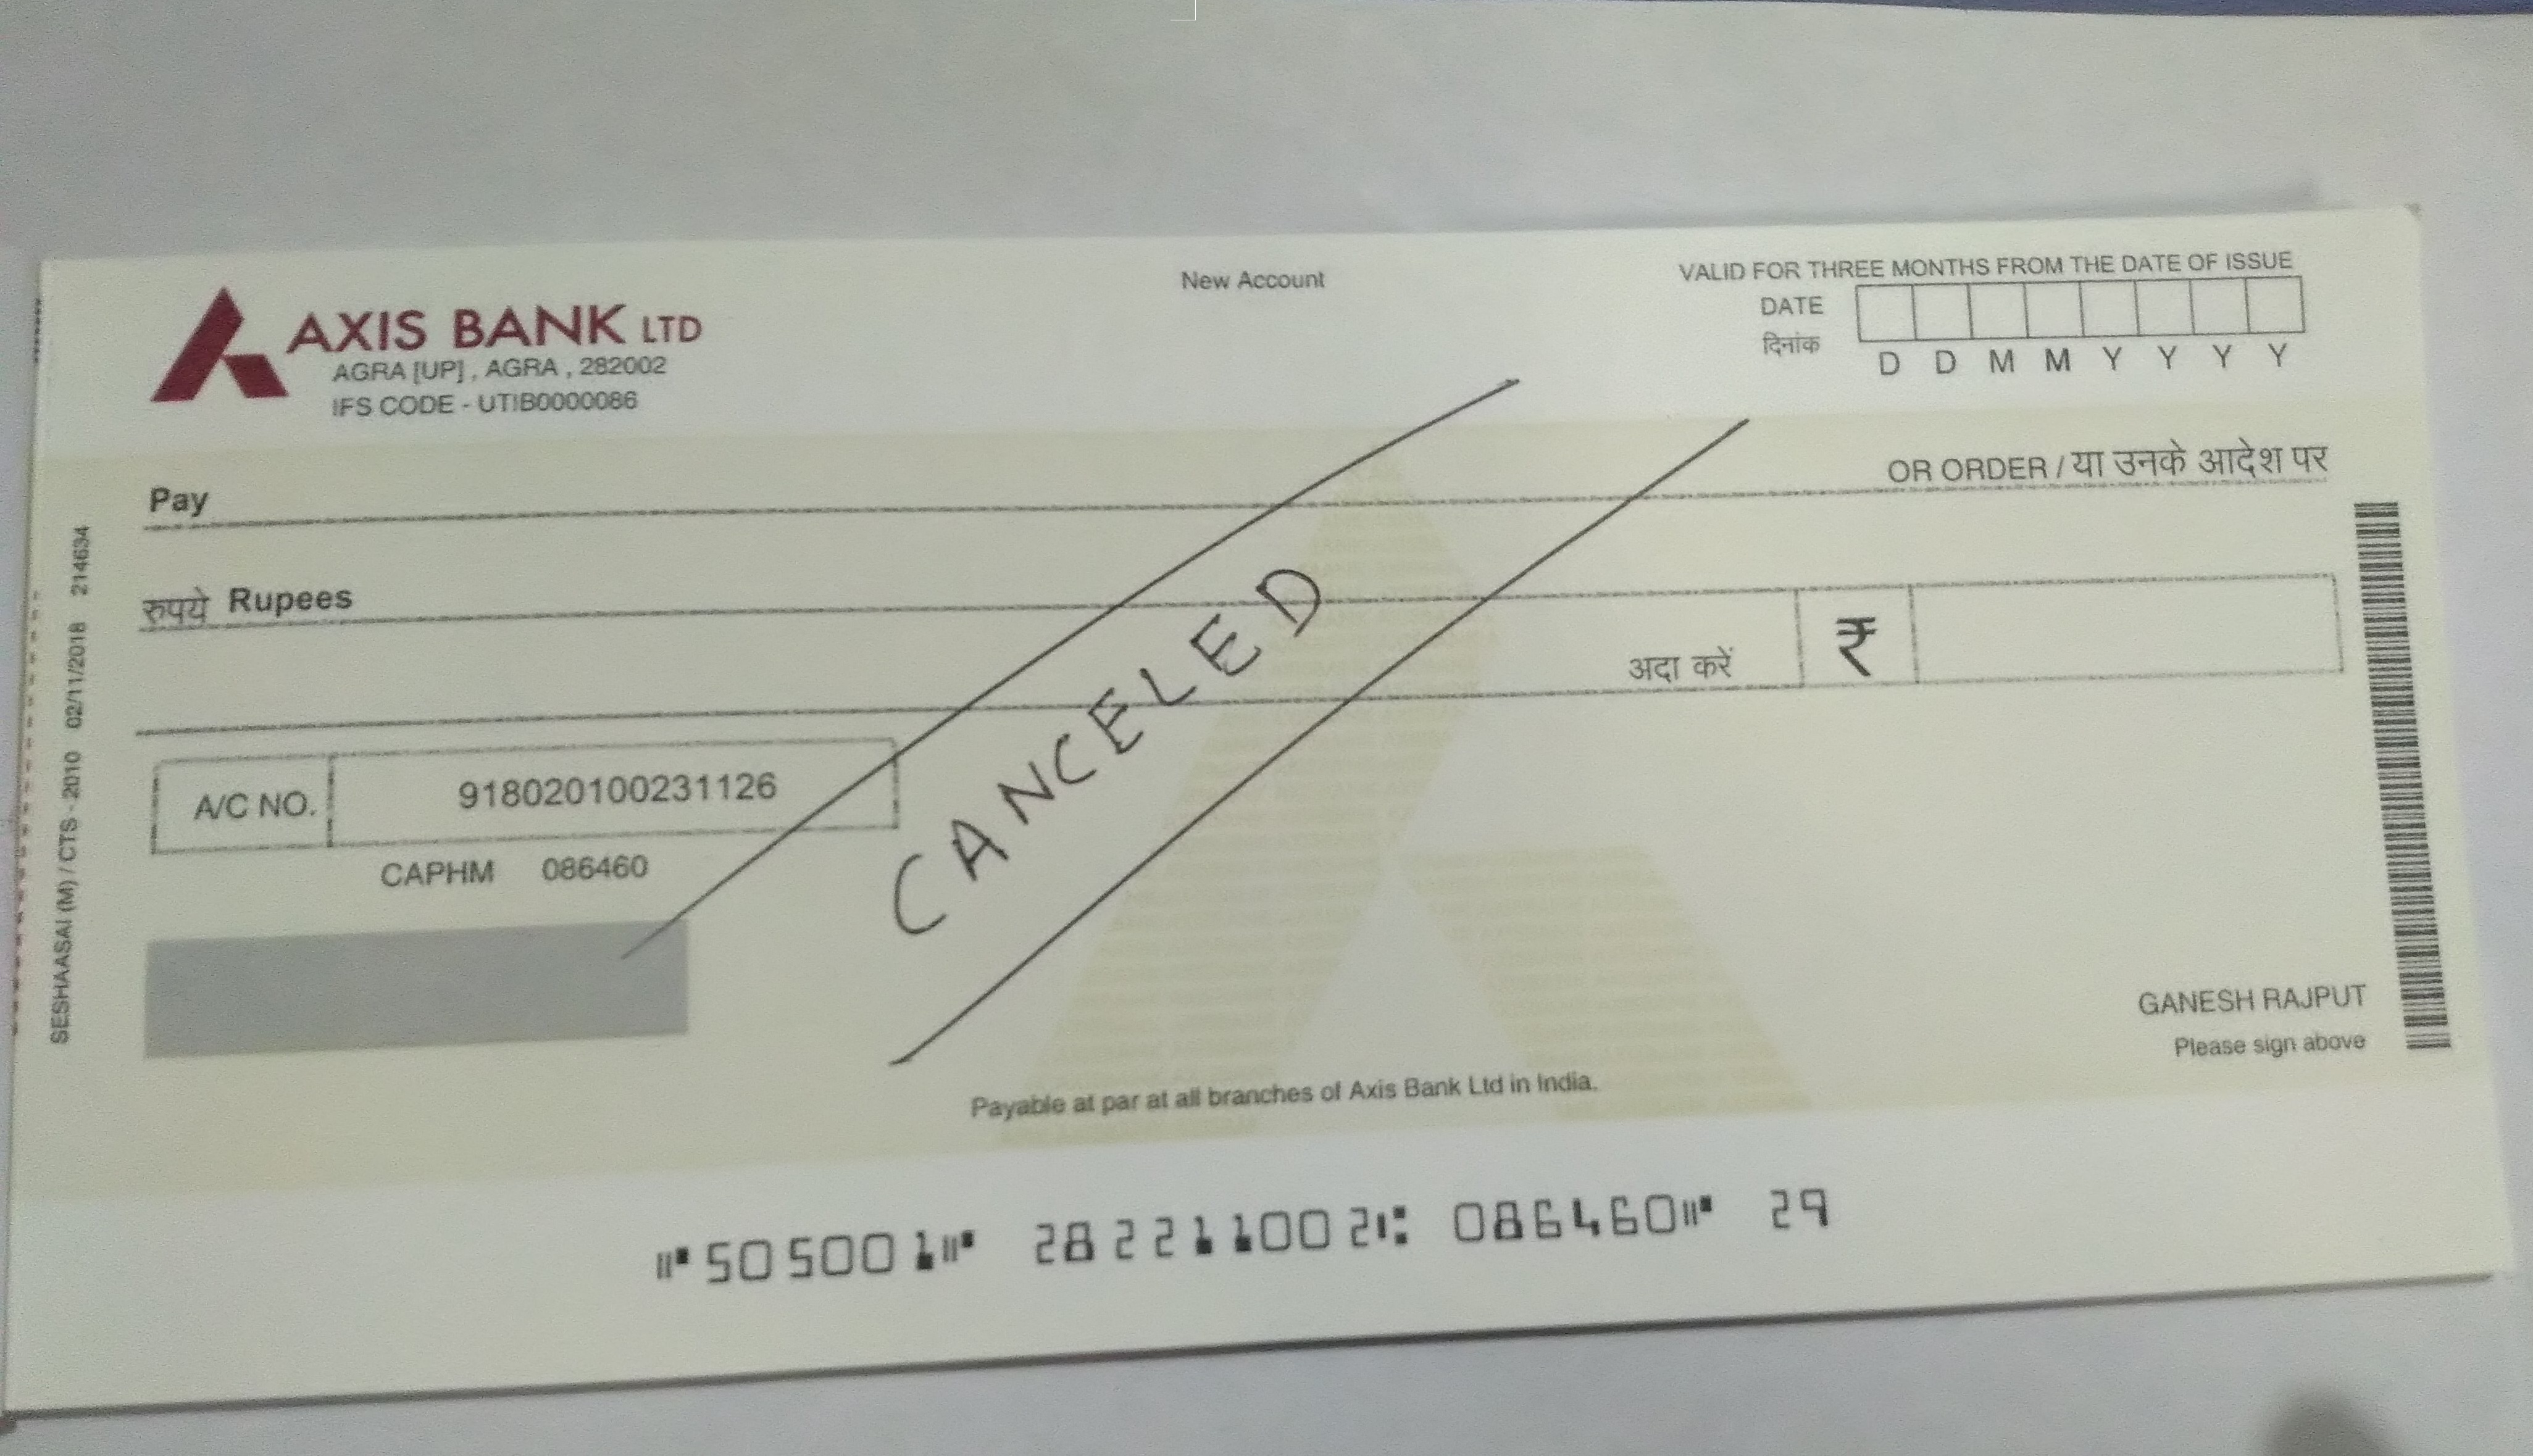 New Account
VALID FOR THREE MONTHS FROM THE DATE OF ISSUE
AXIS BANK LTD
AGRA [UP] , AGRA , 282002
IFS CODE - UTIB0000086
DATE
दिनांक
D D M M Y Y Y Y
Pay
OR ORDER / या उनके आदेश पर
रुपये Rupees
अदा करें ₹
CANCELED
A/C NO. 918020100231126
CAPHM 086460
SESHAASAI (M) / CTS - 2010 02/11/2018 214634
GANESH RAJPUT
Please sign above
Payable at par at all branches of Axis Bank Ltd in India.
⑈505001⑈ 282211002⑆ 086460⑈ 29